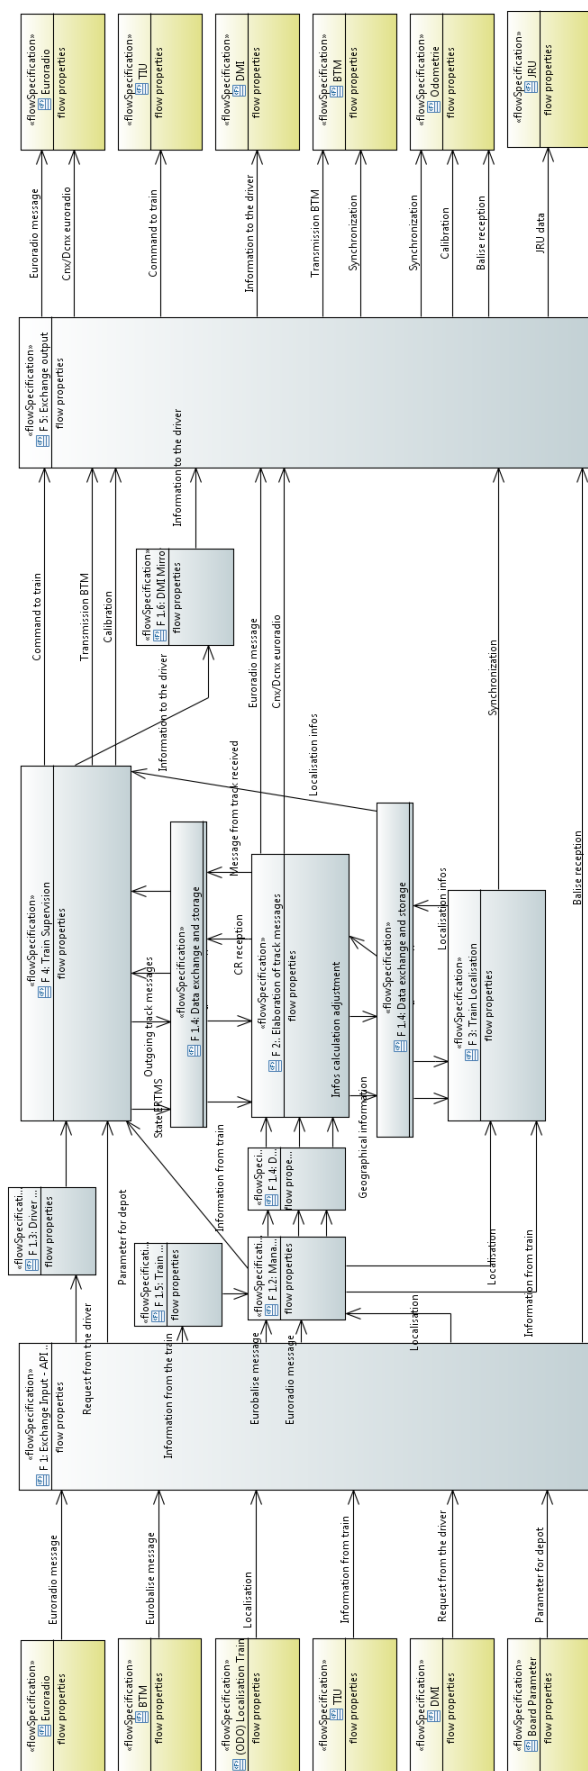 «flowSpecification»
Euroradio
flow properties
«flowSpecification»
TIU
flow properties
«flowSpecification»
DMI
flow properties
«flowSpecification»
BTM
flow properties
«flowSpecification»
Odometrie
flow properties
«flowSpecification»
JRU
flow properties
Euroradio message
Cnx/Dcnx euroradio
Command to train
Information to the driver
Transmission BTM
Synchronization
Synchronization
Calibration
Balise reception
JRU data
«flowSpecification»
F 5: Exchange output
flow properties
Command to train
Transmission BTM
Calibration
Information to the driver
«flowSpecification»
F 1.6: DMI Mirro
flow properties
Information to the driver
Euroradio message
Cnx/Dcnx euroradio
Synchronization
Balise reception
Message from track received
Localisation infos
«flowSpecification»
F 4: Train Supervision
flow properties
«flowSpecification»
F 1.4: Data exchange and storage
CR reception
«flowSpecification»
F 2:. Elaboration of track messages
flow properties
Infos calculation adjustment
«flowSpecification»
F 1.4: Data exchange and storage
Localisation infos
«flowSpecification»
F 3: Train Localisation
flow properties
Outgoing track messages
State ERTMS
Geographical information
Information from train
«flowSpeci...
F 1.4: D...
flow prope...
«flowSpecificati...
F 1.3: Driver ...
flow properties
Parameter for depot
«flowSpecificati...
F 1.5: Train ...
flow properties
«flowSpecificati...
F 1.2: Mana...
flow properties
Localisation
Information from train
Request from the driver
Information from the train
Eurobalise message
Euroradio message
Localisation
«flowSpecification»
F 1: Exchange Input - API ..
flow properties
Euroradio message
Eurobalise message
Localisation
Information from train
Request from the driver
Parameter for depot
«flowSpecification»
Euroradio
flow properties
«flowSpecification»
BTM
flow properties
«flowSpecification»
(ODO) Localisation Train
flow properties
«flowSpecification»
TIU
flow properties
«flowSpecification»
DMI
flow properties
«flowSpecification»
Board Parameter
flow properties